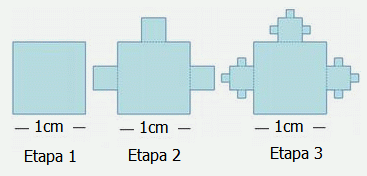 — 1cm — — 1cm — — 1cm —
Etapa 1 Etapa 2 Etapa 3